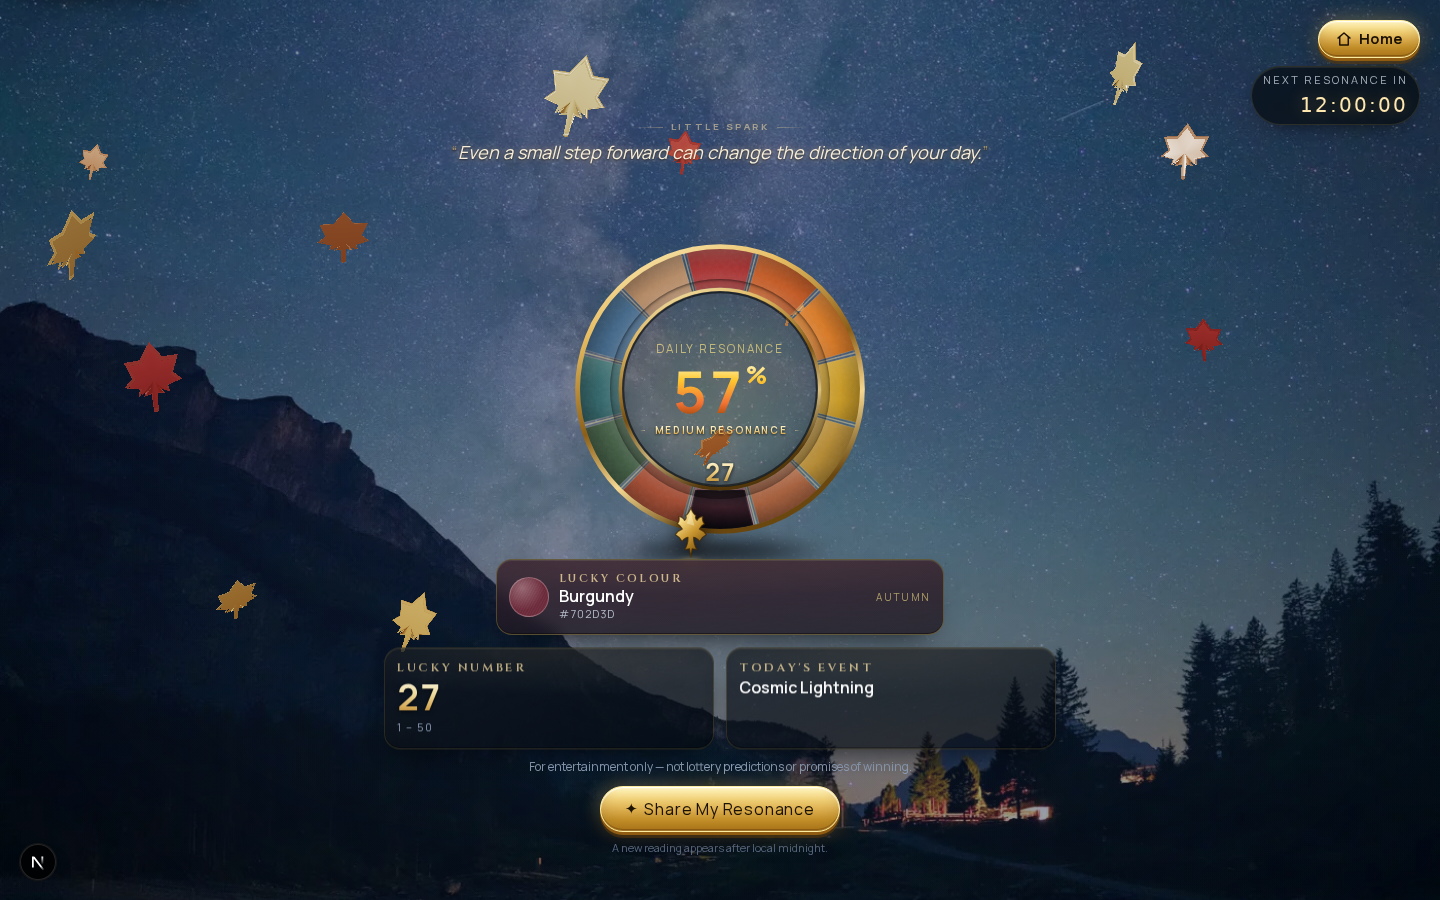 Home
NEXT RESONANCE IN
12:00:00
LITTLE SPARK
“Even a small step forward can change the direction of your day.”
DAILY RESONANCE
57%
- MEDIUM RESONANCE -
27
LUCKY COLOUR
Burgundy
#702D3D
AUTUMN
LUCKY NUMBER
27
1 – 50
TODAY'S EVENT
Cosmic Lightning
For entertainment only — not lottery predictions or promises of winning.
✦ Share My Resonance
A new reading appears after local midnight.
N